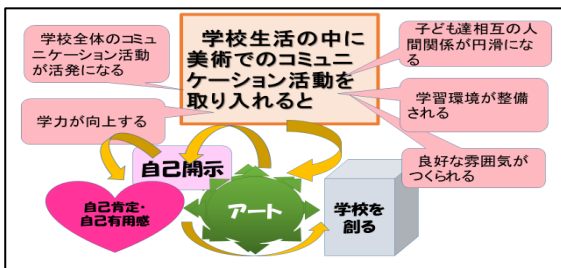 学校生活の中に
美術でのコミュニ
ケーション活動を
取り入れると
学校全体のコミュ
ニケーション活動
が活発になる
学力が向上する
子ども達相互の人
間関係が円滑にな
る
学習環境が整備
される
良好な雰囲気が
つくられる
自己開示
自己肯定・
自己有用感
アート
学校を
創る